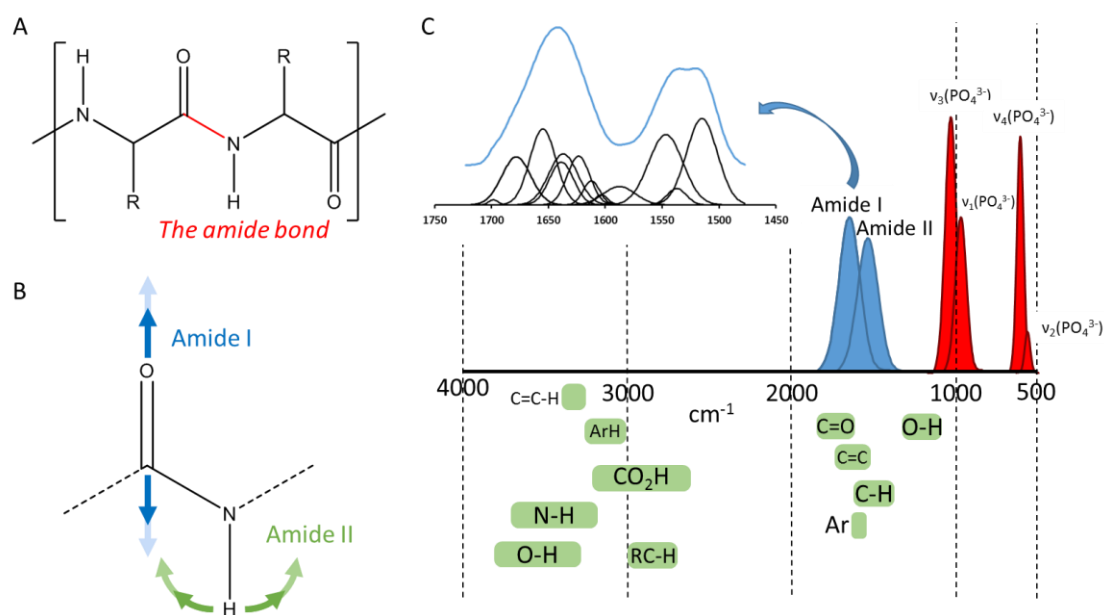 A
H
O
R
N
N
R
H
O
The amide bond
B
Amide I
O
N
Amide II
H
C
1750
1650
1600
1550
1500
1450
ν₃(PO₄³⁻)
ν₄(PO₄³⁻)
Amide I
ν₁(PO₄³⁻)
Amide II
ν₂(PO₄³⁻)
4000
3000
2000
1000
500
cm⁻¹
C=C-H
ArH
CO₂H
N-H
O-H
RC-H
C=O
O-H
C=C
C-H
Ar